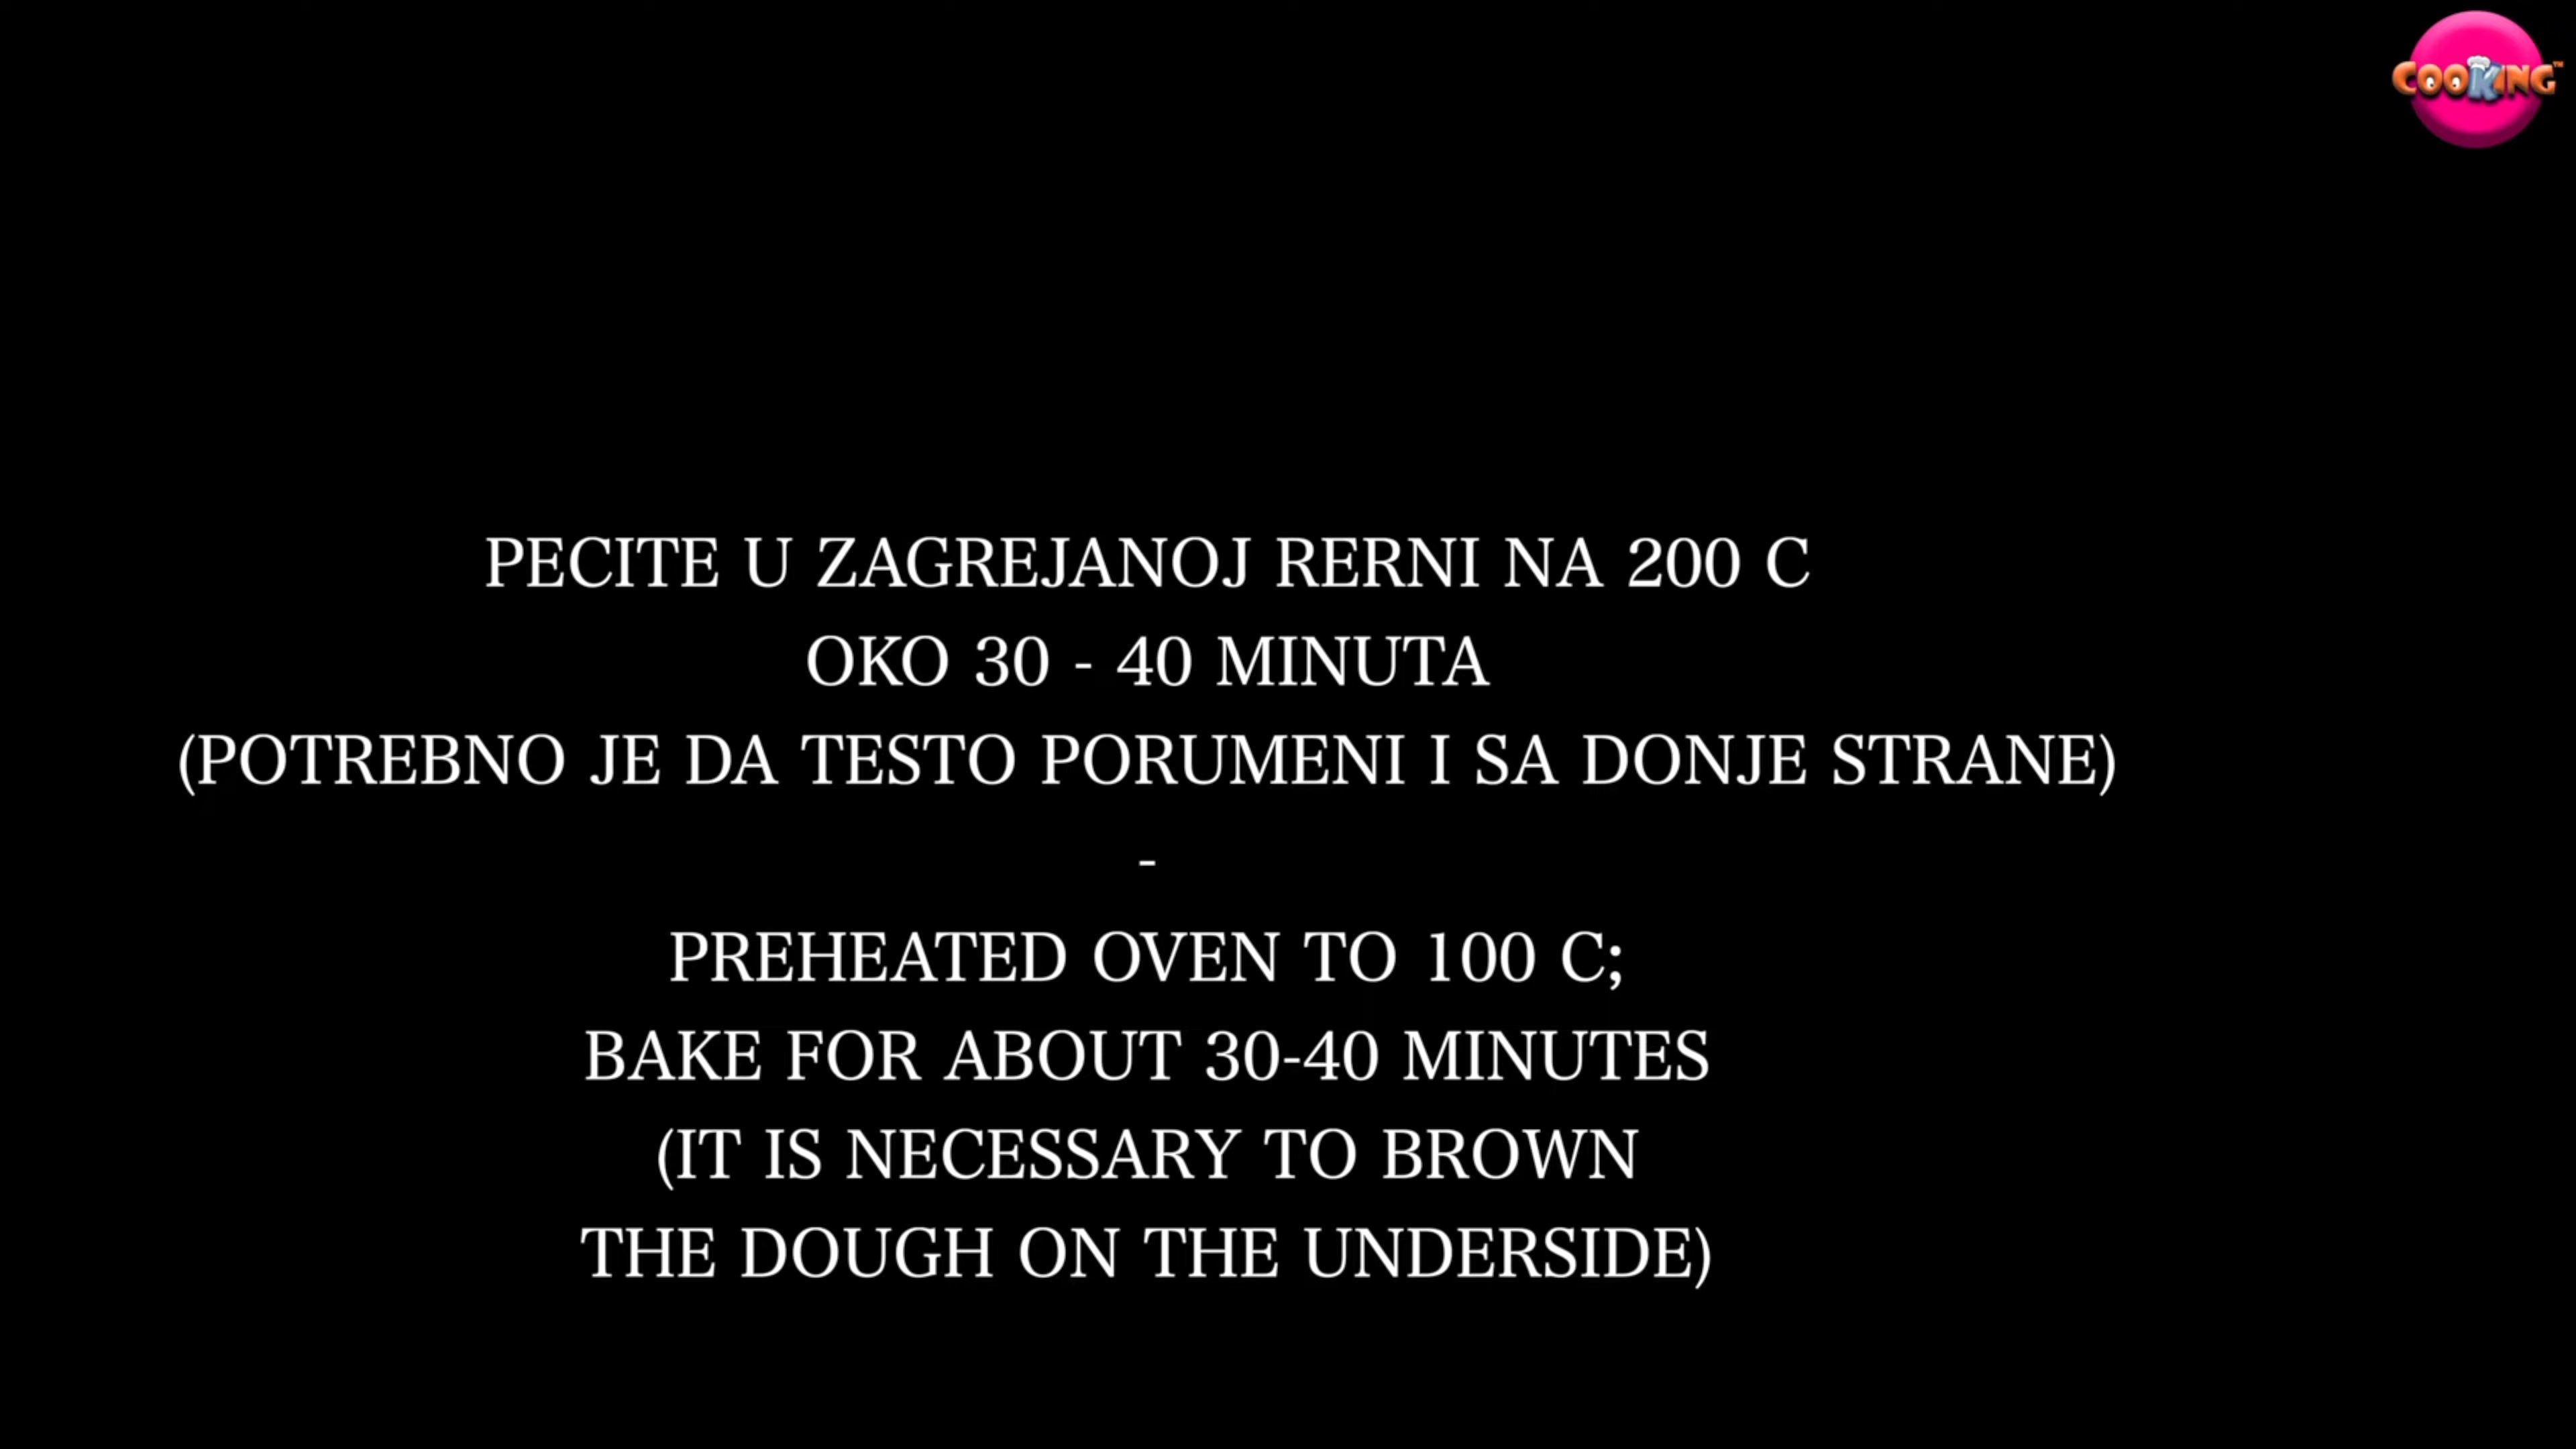 COOKING™
PECITE U ZAGREJANOJ RERNI NA 200 C
OKO 30 - 40 MINUTA
(POTREBNO JE DA TESTO PORUMENI I SA DONJE STRANE)
-
PREHEATED OVEN TO 100 C;
BAKE FOR ABOUT 30-40 MINUTES
(IT IS NECESSARY TO BROWN
THE DOUGH ON THE UNDERSIDE)